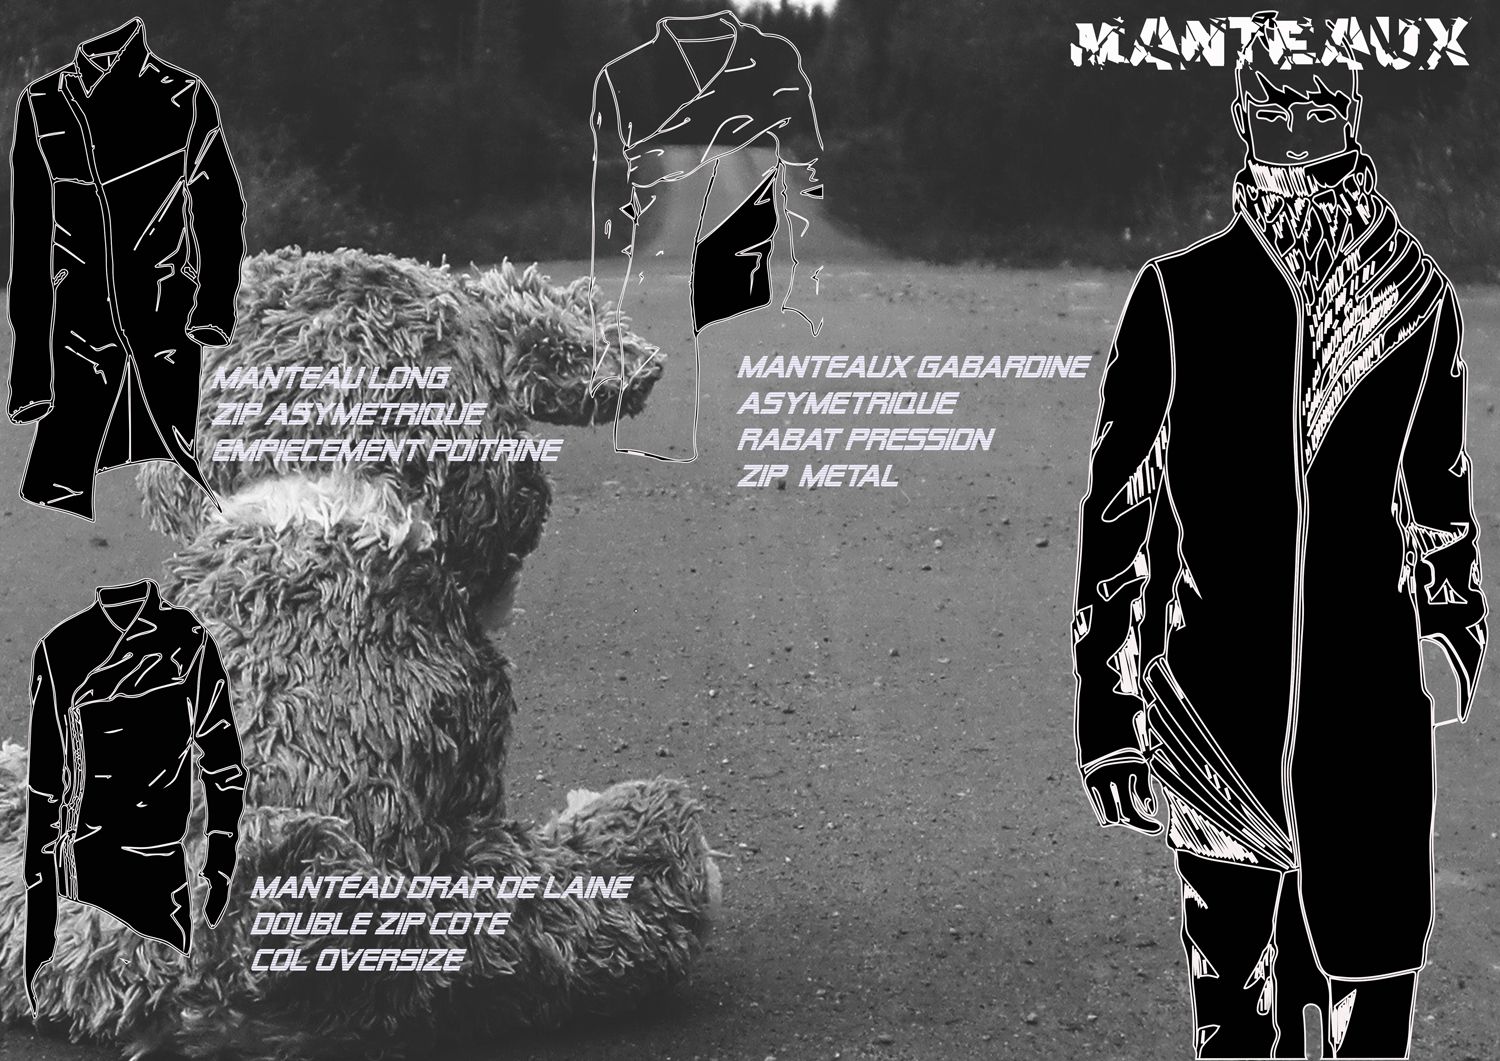 MANTEAUX
MANTEAU LONG
ZIP ASYMETRIQUE
EMPIECEMENT POITRINE
MANTEAUX GABARDINE
ASYMETRIQUE
RABAT PRESSION
ZIP METAL
MANTEAU DRAP DE LAINE
DOUBLE ZIP COTE
COL OVERSIZE